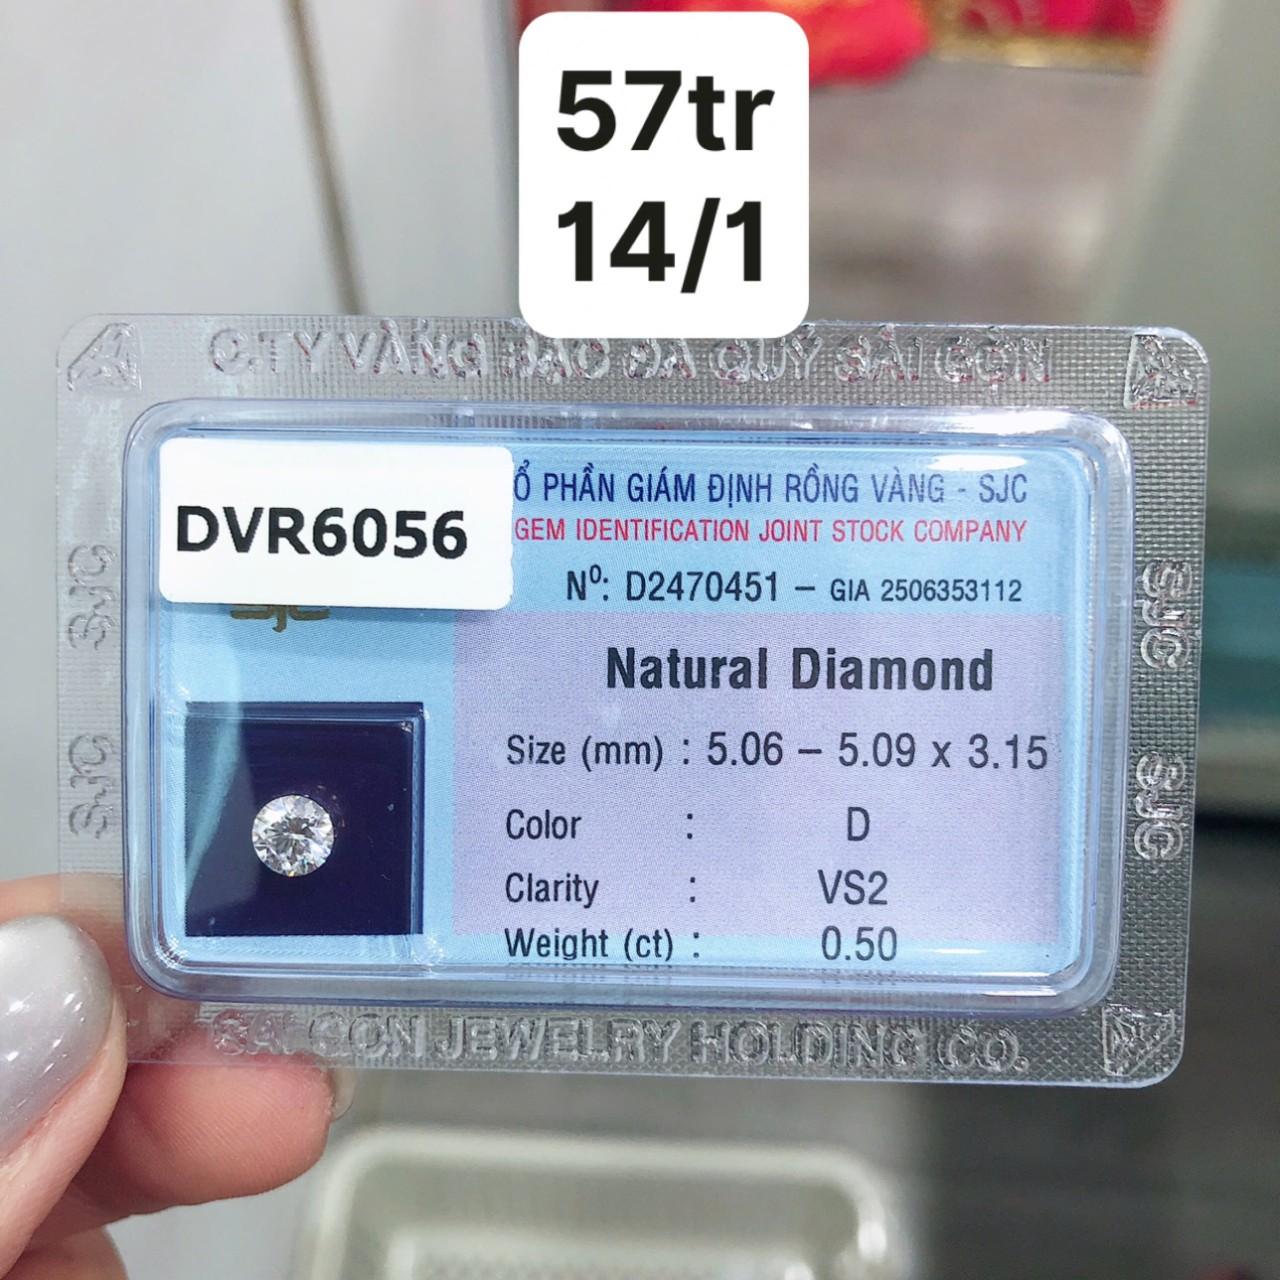 57tr
14/1
C.TY VÀNG BẠC ĐÁ QUÝ SÀI GÒN
DVR6056
Ổ PHẦN GIÁM ĐỊNH RỒNG VÀNG - SJC
GEM IDENTIFICATION JOINT STOCK COMPANY
Nº: D2470451 – GIA 2506353112
sjc
Natural Diamond
Size (mm) : 5.06 – 5.09 x 3.15
Color : D
Clarity : VS2
Weight (ct) : 0.50
SJC
SJC
SJC
SJC
SAI GON JEWELRY HOLDING CO.